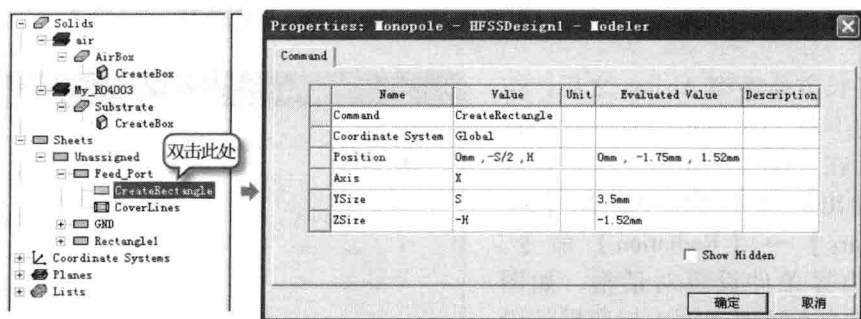 Solids
air
AirBox
CreateBox
My_RO4003
Substrate
CreateBox
Sheets
Unassigned
双击此处
Feed_Port
CreateRectangle
CoverLines
GND
Rectangle1
Coordinate Systems
Planes
Lists
Properties: Monopole - HFSSDesign1 - Modeler
Command
Name Value Unit Evaluated Value Description
Command CreateRectangle
Coordinate System Global
Position 0mm ,-S/2 ,H 0mm , -1.75mm , 1.52mm
Axis X
YSize S 3.5mm
ZSize -H -1.52mm
Show Hidden
确定 取消